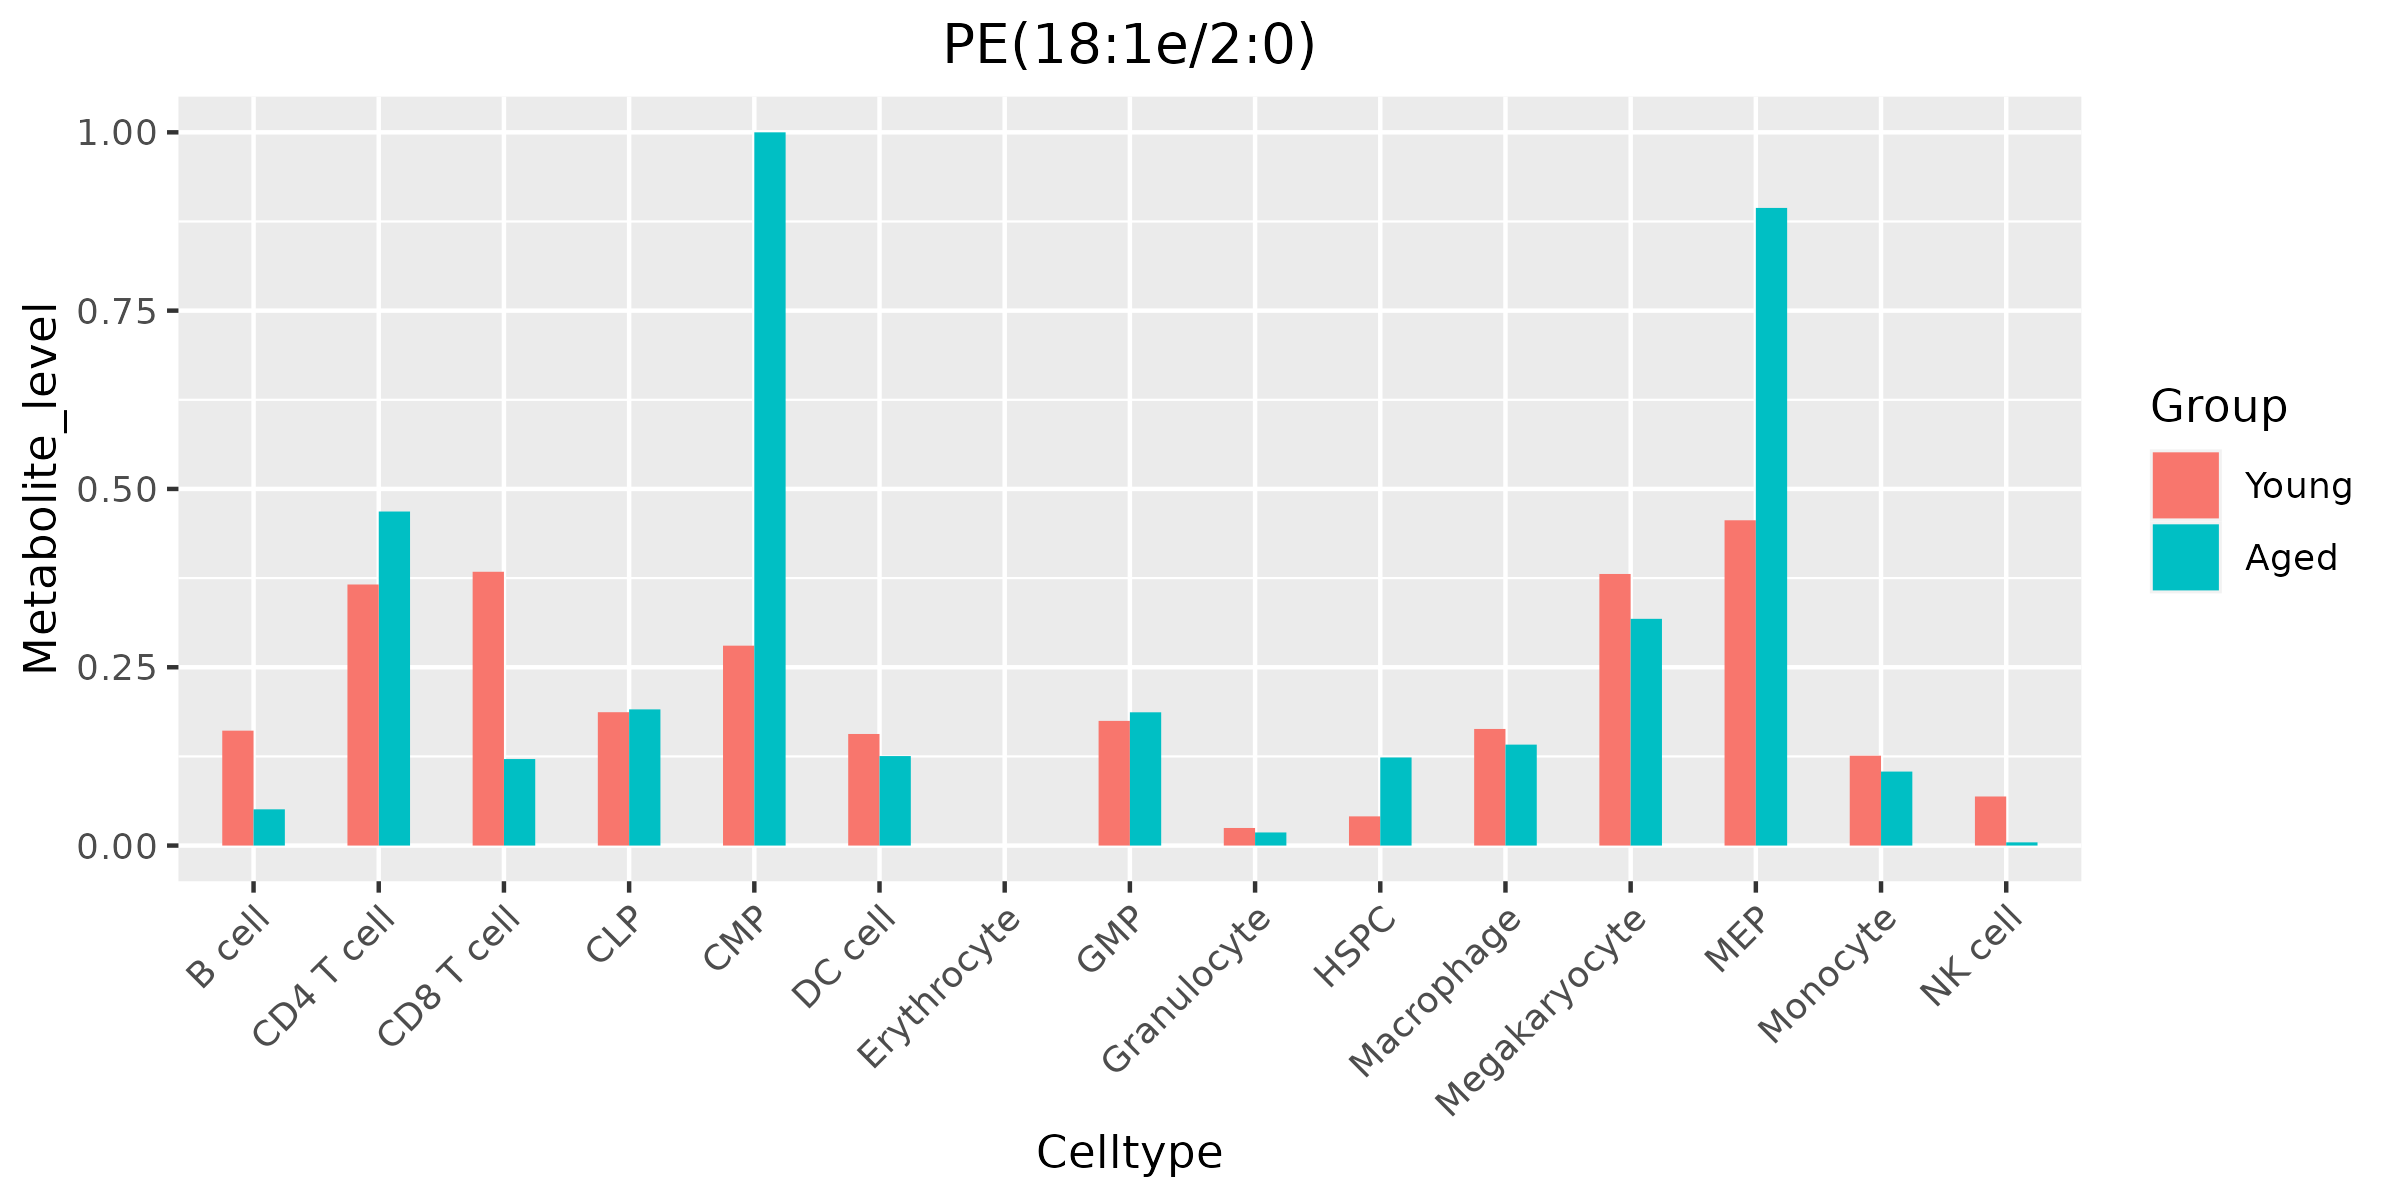 PE(18:1e/2:0)
Metabolite_level
1.00
0.75
0.50
0.25
0.00
B cell
CD4 T cell
CD8 T cell
CLP
CMP
DC cell
Erythrocyte
GMP
Granulocyte
HSPC
Macrophage
Megakaryocyte
MEP
Monocyte
NK cell
Celltype
Group
Young
Aged